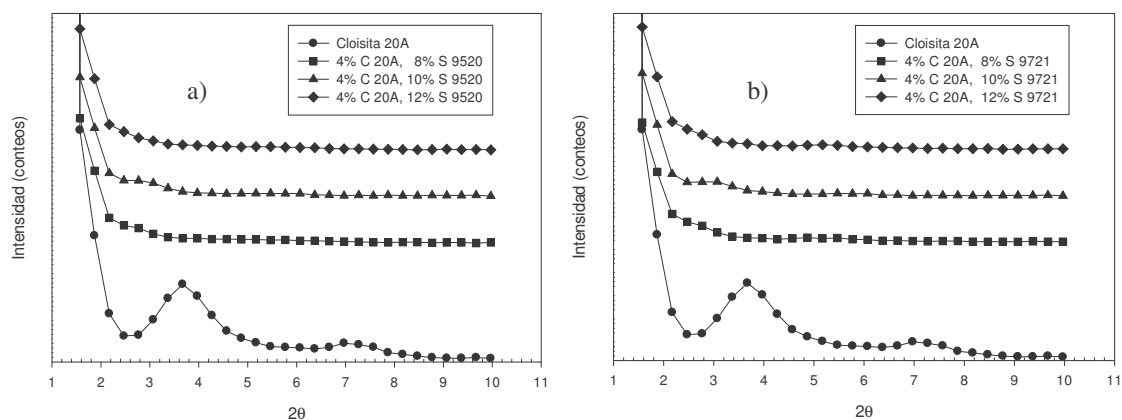 a)
Cloisita 20A
4% C 20A, 8% S 9520
4% C 20A, 10% S 9520
4% C 20A, 12% S 9520
Intensidad (conteos)
1 2 3 4 5 6 7 8 9 10 11
2θ
b)
Cloisita 20A
4% C 20A, 8% S 9721
4% C 20A, 10% S 9721
4% C 20A, 12% S 9721
Intensidad (conteos)
1 2 3 4 5 6 7 8 9 10 11
2θ